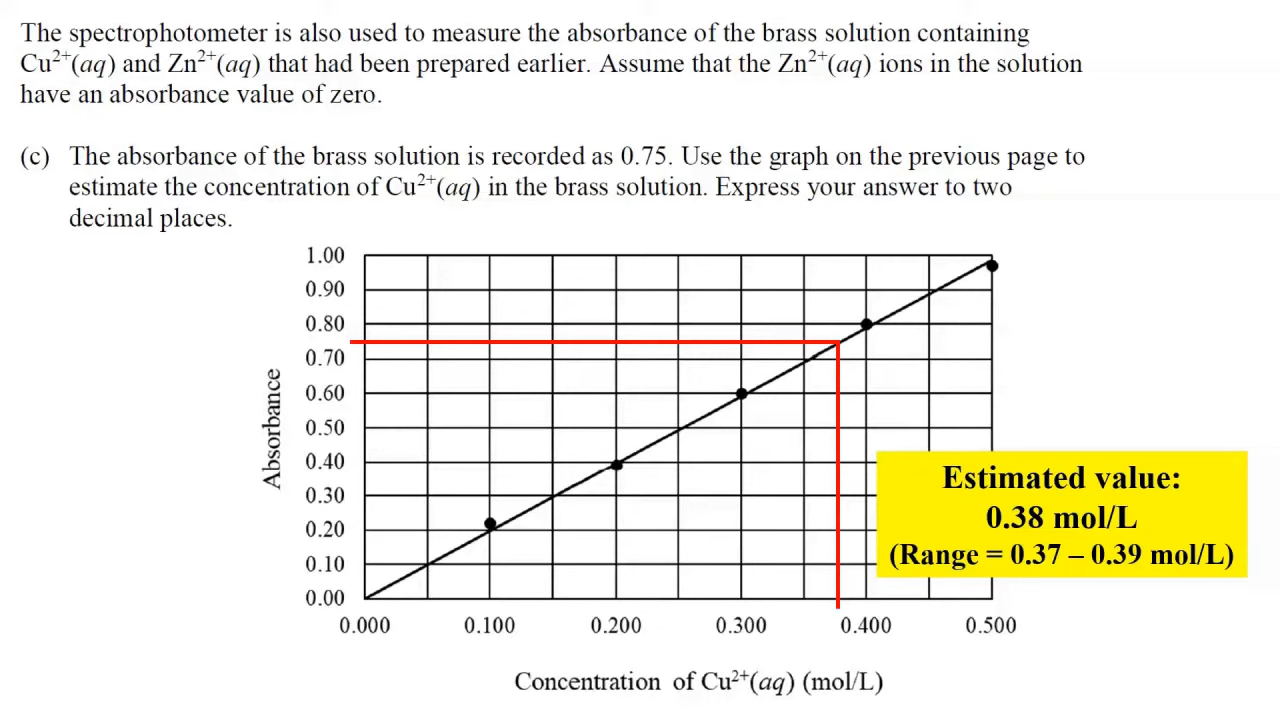 The spectrophotometer is also used to measure the absorbance of the brass solution containing
Cu²⁺(aq) and Zn²⁺(aq) that had been prepared earlier. Assume that the Zn²⁺(aq) ions in the solution
have an absorbance value of zero.
(c) The absorbance of the brass solution is recorded as 0.75. Use the graph on the previous page to
estimate the concentration of Cu²⁺(aq) in the brass solution. Express your answer to two
decimal places.
1.00
0.90
0.80
0.70
0.60
0.50
0.40
0.30
0.20
0.10
0.00
Absorbance
Estimated value:
0.38 mol/L
(Range = 0.37 – 0.39 mol/L)
0.000 0.100 0.200 0.300 0.400 0.500
Concentration of Cu²⁺(aq) (mol/L)